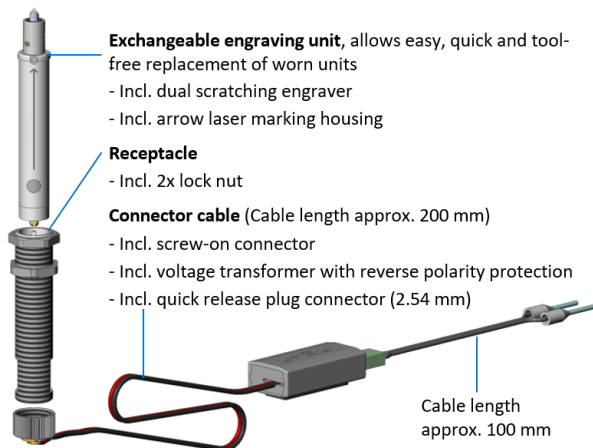 Exchangeable engraving unit, allows easy, quick and tool-
free replacement of worn units
- Incl. dual scratching engraver
- Incl. arrow laser marking housing
Receptacle
- Incl. 2x lock nut
Connector cable (Cable length approx. 200 mm)
- Incl. screw-on connector
- Incl. voltage transformer with reverse polarity protection
- Incl. quick release plug connector (2.54 mm)
Cable length
approx. 100 mm